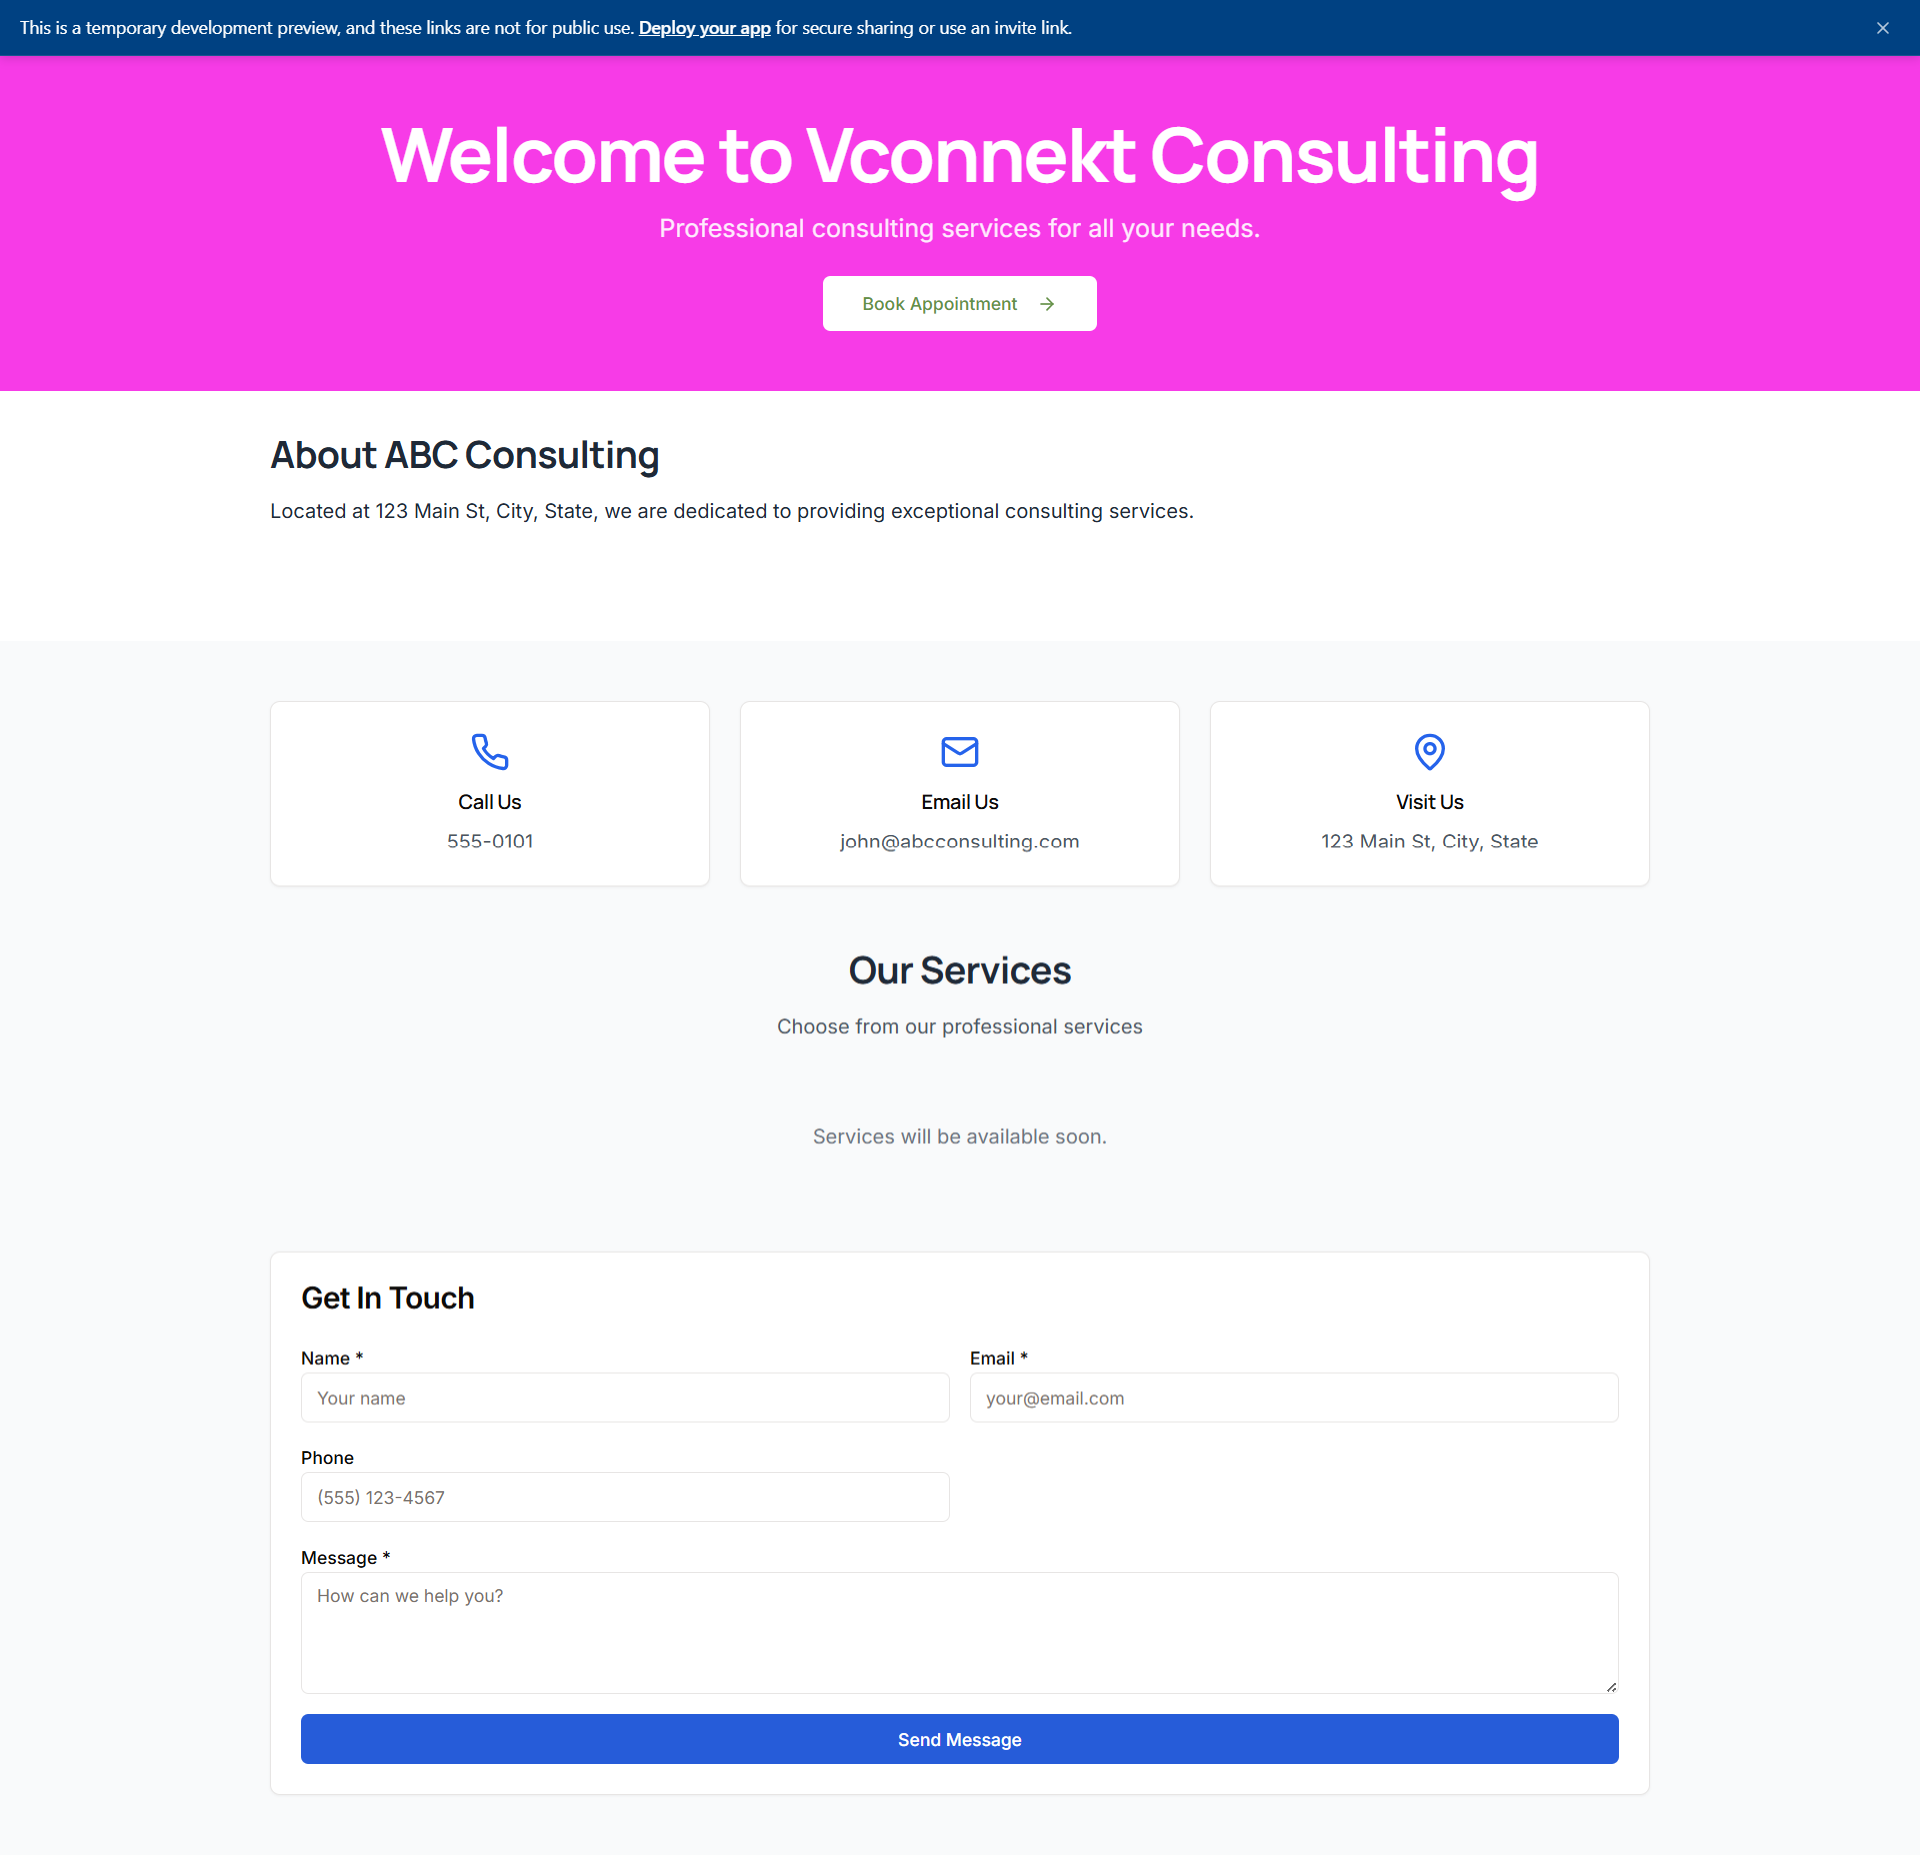 This is a temporary development preview, and these links are not for public use. Deploy your app for secure sharing or use an invite link.
Welcome to Vconnekt Consulting
Professional consulting services for all your needs.
Book Appointment
About ABC Consulting
Located at 123 Main St, City, State, we are dedicated to providing exceptional consulting services.
Call Us
555-0101
Email Us
john@abcconsulting.com
Visit Us
123 Main St, City, State
Our Services
Choose from our professional services
Services will be available soon.
Get In Touch
Name *
Your name
Email *
your@email.com
Phone
(555) 123-4567
Message *
How can we help you?
Send Message